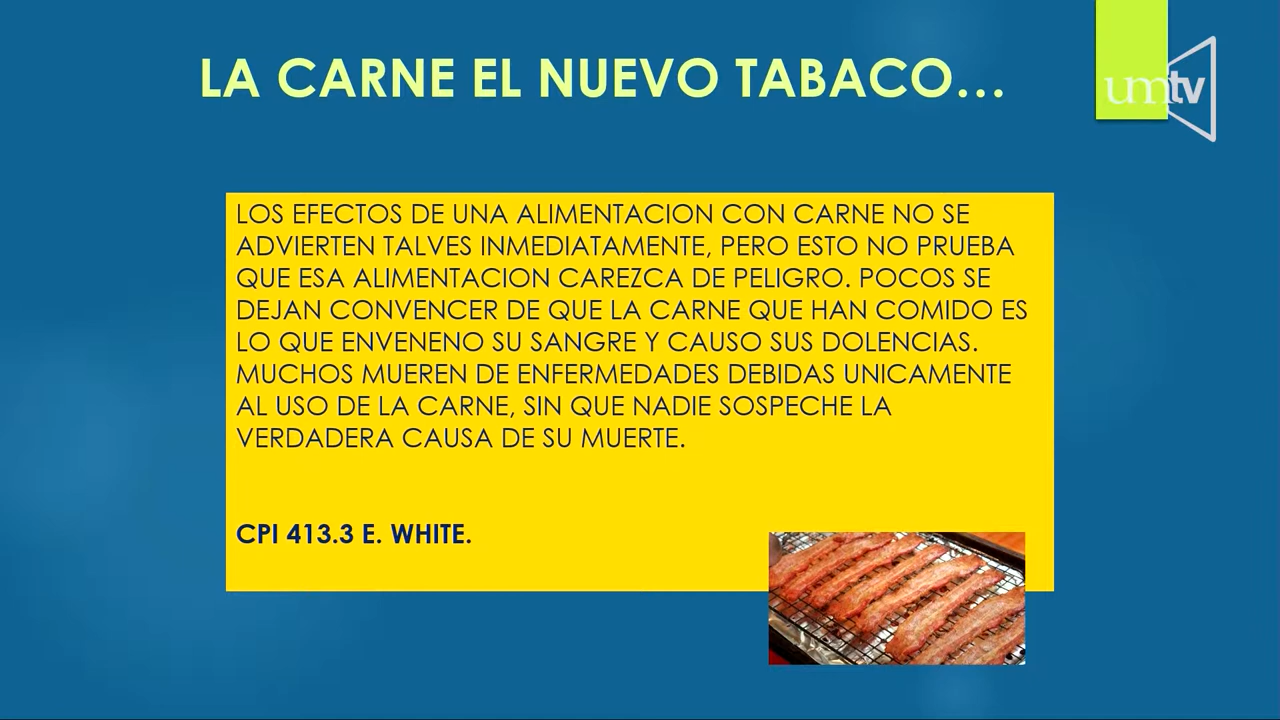 LA CARNE EL NUEVO TABACO...
umtv
LOS EFECTOS DE UNA ALIMENTACION CON CARNE NO SE
ADVIERTEN TALVES INMEDIATAMENTE, PERO ESTO NO PRUEBA
QUE ESA ALIMENTACION CAREZCA DE PELIGRO. POCOS SE
DEJAN CONVENCER DE QUE LA CARNE QUE HAN COMIDO ES
LO QUE ENVENENO SU SANGRE Y CAUSO SUS DOLENCIAS.
MUCHOS MUEREN DE ENFERMEDADES DEBIDAS UNICAMENTE
AL USO DE LA CARNE, SIN QUE NADIE SOSPECHE LA
VERDADERA CAUSA DE SU MUERTE.
CPI 413.3 E. WHITE.